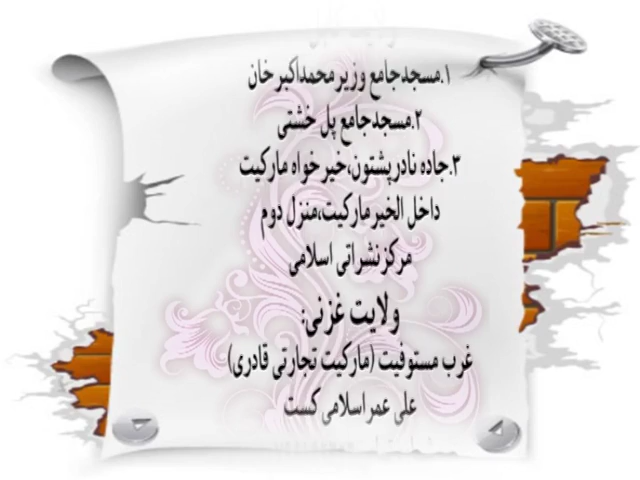 ۱.مسجدجامع وزیرمحمداکبرخان
۲.مسجدجامع پل خشتی
۳.جاده نادرپشتون،خیرخواه مارکیت
داخل الخیرمارکیت،منزل دوم
مرکزنشراتی اسلامی
ولایت غزنی:
غرب مستوفیت (مارکیت تجارتی قادری)
علی عمراسلامی کست